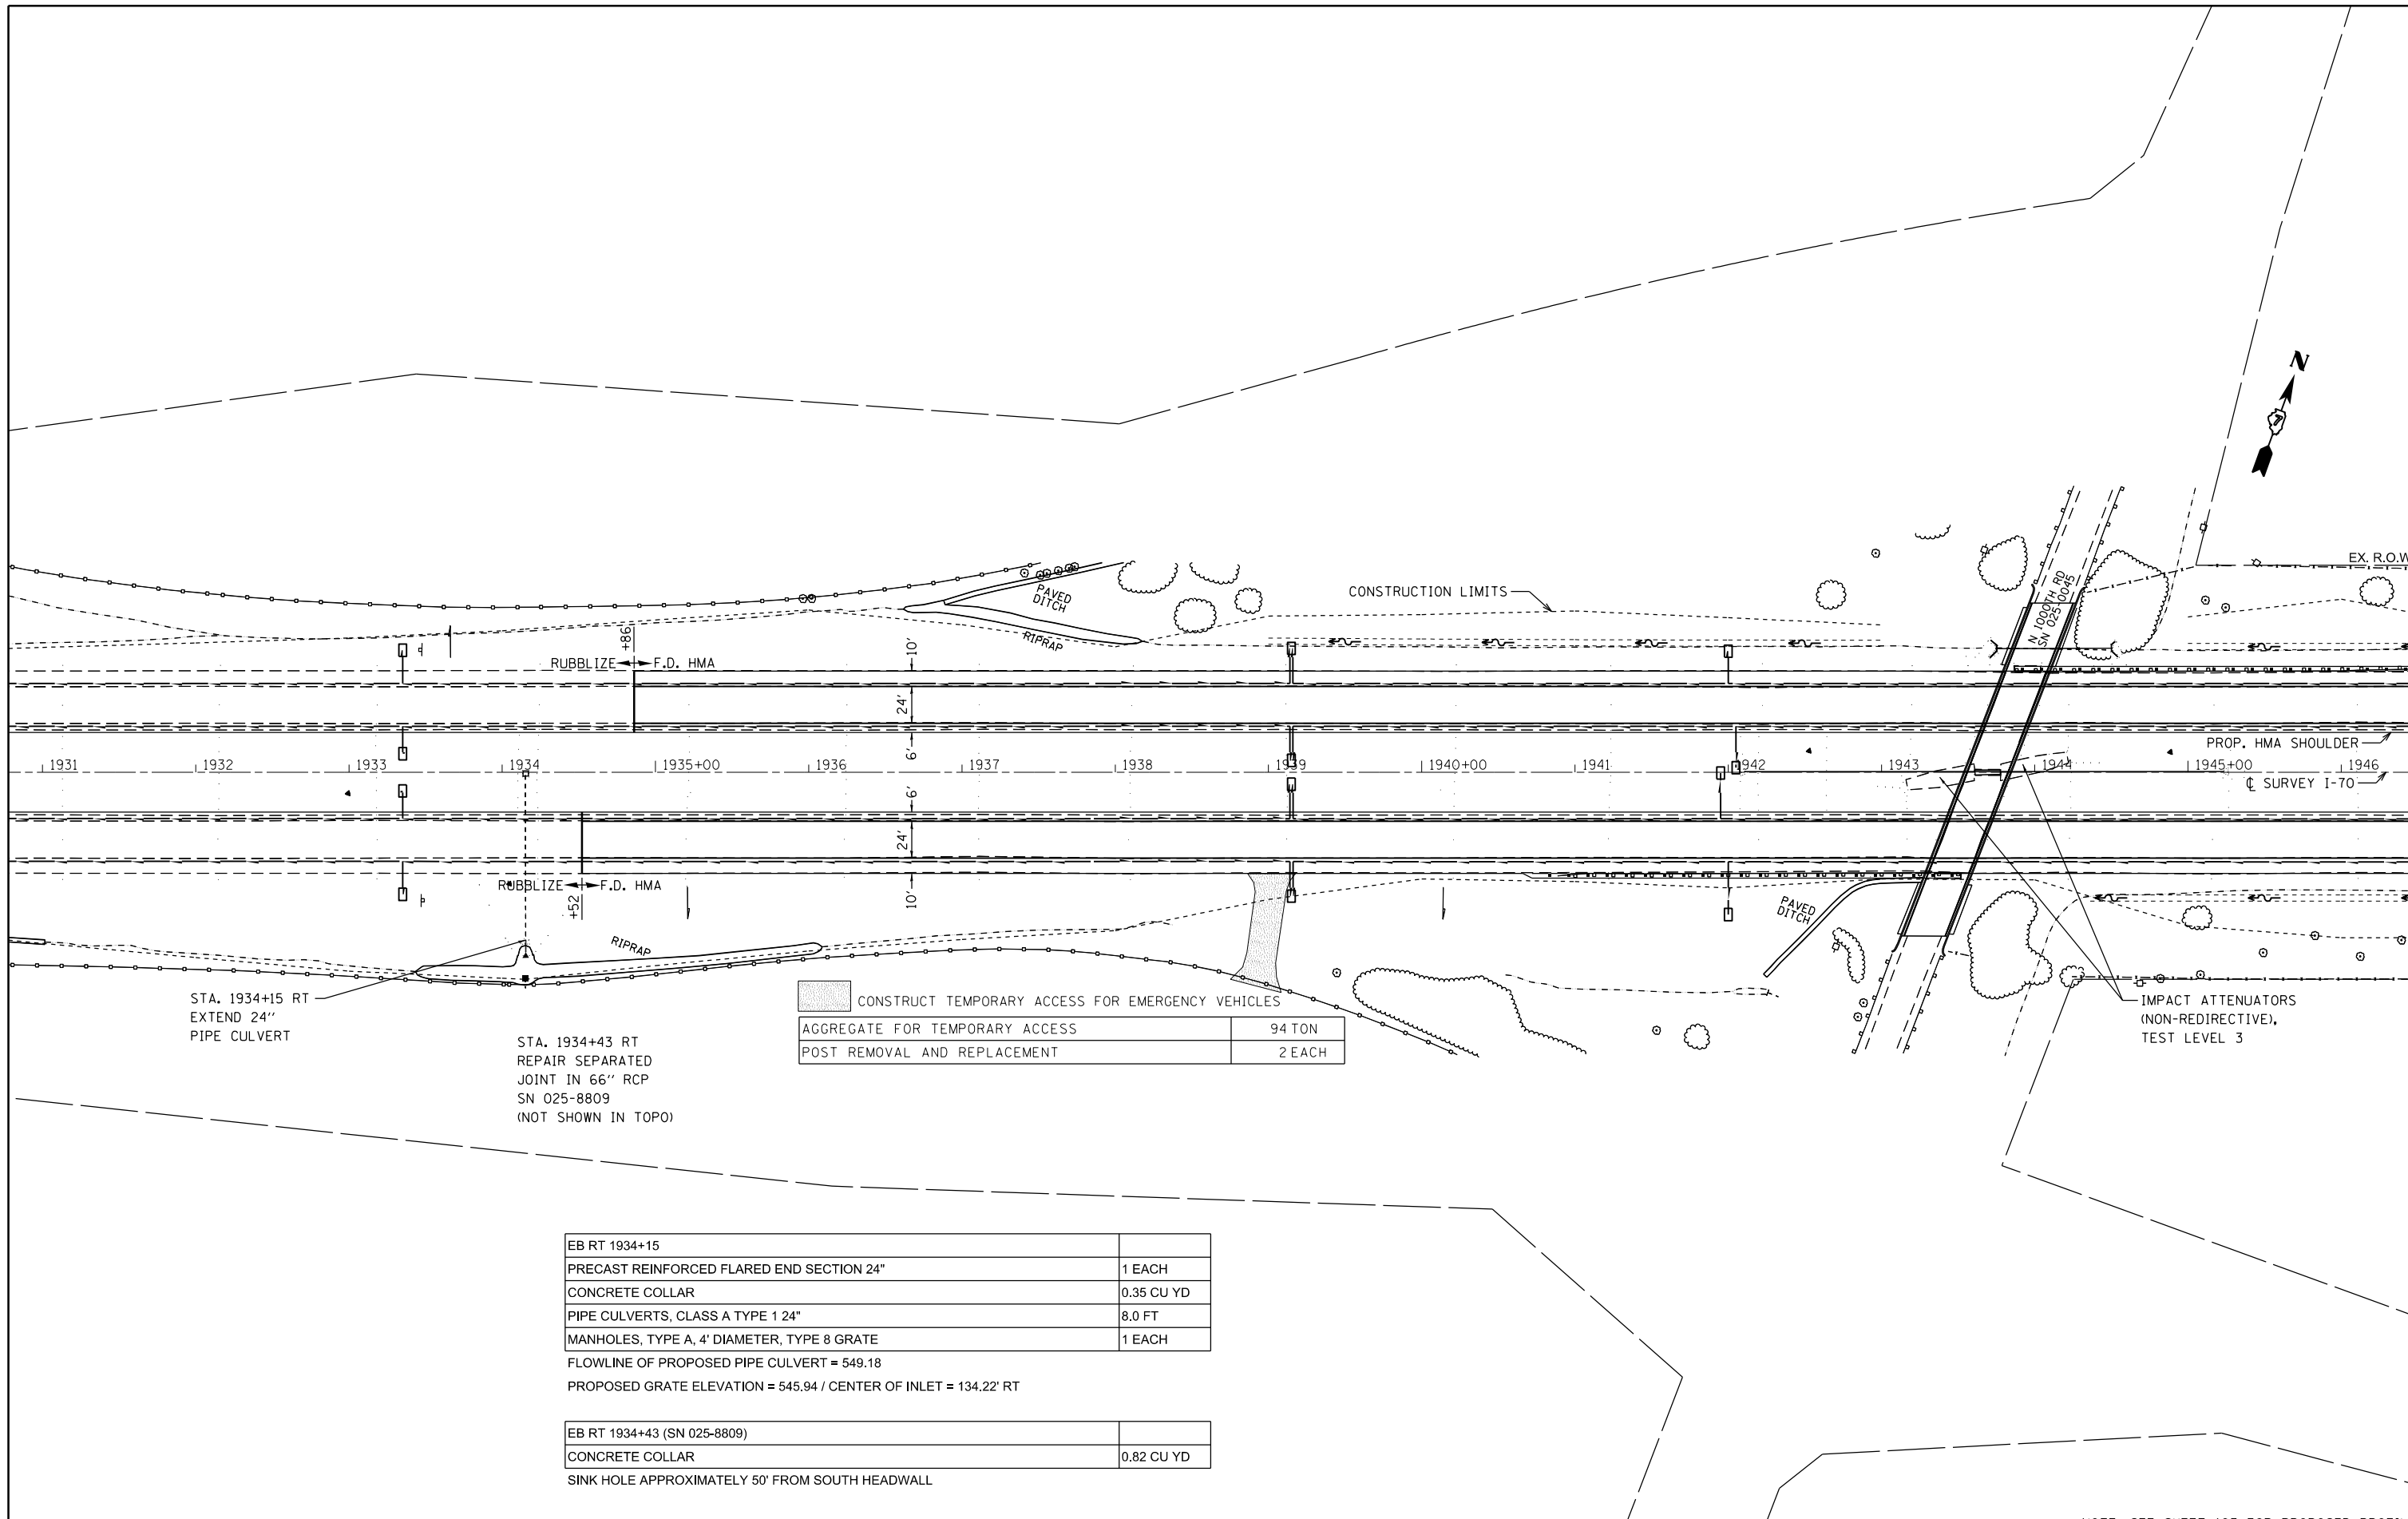 N
7
EX. R.O.W
N 1000TH RD
SN 025-0045
CONSTRUCTION LIMITS
PAVED
DITCH
RIPRAP
+86
RUBBLIZE
F.D. HMA
10'
24'
6'
PROP. HMA SHOULDER
1931
1932
1933
1934
1935+00
1936
1937
1938
1939
1940+00
1941
1942
1943
1944
1945+00
1946
℄ SURVEY I-70
6'
24'
10'
RUBBLIZE
F.D. HMA
+52
PAVED
DITCH
RIPRAP
STA. 1934+15 RT
EXTEND 24''
PIPE CULVERT
STA. 1934+43 RT
REPAIR SEPARATED
JOINT IN 66'' RCP
SN 025-8809
(NOT SHOWN IN TOPO)
CONSTRUCT TEMPORARY ACCESS FOR EMERGENCY VEHICLES
AGGREGATE FOR TEMPORARY ACCESS 94 TON
POST REMOVAL AND REPLACEMENT 2 EACH
IMPACT ATTENUATORS
(NON-REDIRECTIVE),
TEST LEVEL 3
EB RT 1934+15
PRECAST REINFORCED FLARED END SECTION 24" 1 EACH
CONCRETE COLLAR 0.35 CU YD
PIPE CULVERTS, CLASS A TYPE 1 24" 8.0 FT
MANHOLES, TYPE A, 4' DIAMETER, TYPE 8 GRATE 1 EACH
FLOWLINE OF PROPOSED PIPE CULVERT = 549.18
PROPOSED GRATE ELEVATION = 545.94 / CENTER OF INLET = 134.22' RT
EB RT 1934+43 (SN 025-8809)
CONCRETE COLLAR 0.82 CU YD
SINK HOLE APPROXIMATELY 50' FROM SOUTH HEADWALL